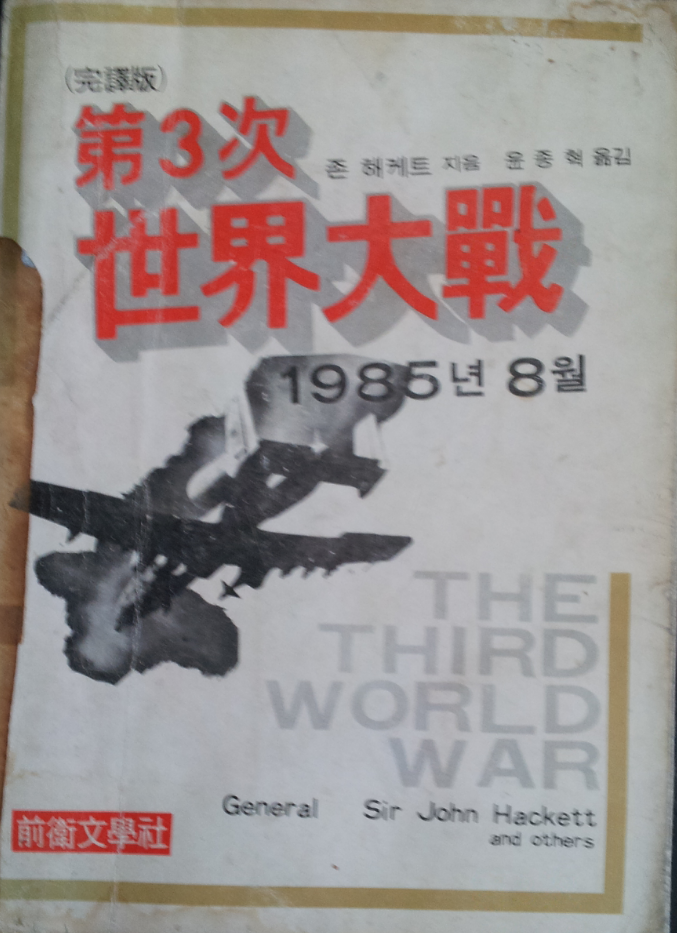 (完譯版)
第3次
존 해케트 지음 윤종혁 옮김
世界大戰
1985년 8월
THE
THIRD
WORLD
WAR
General Sir John Hackett
and others
前衛文學社